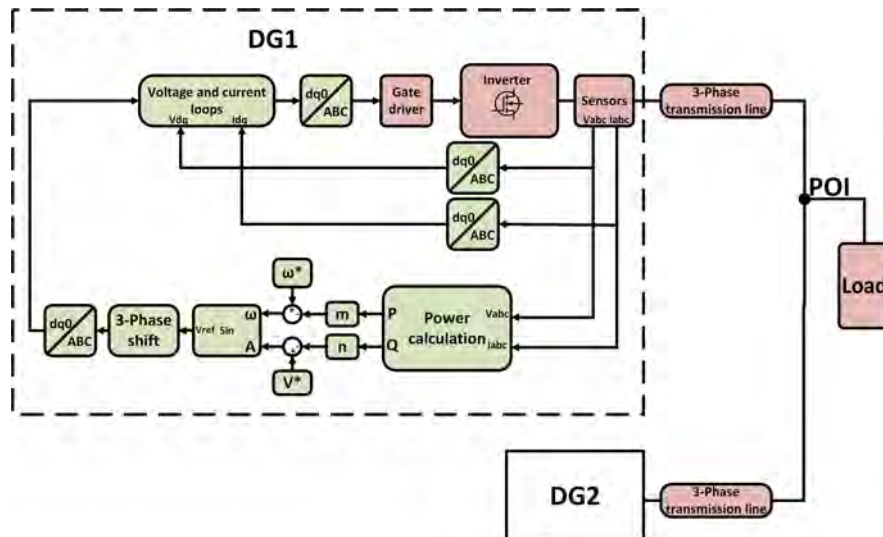 DG1
Voltage and current
loops
Vdq Idq
dq0
ABC
Gate
driver
Inverter
Sensors
Vabc Iabc
3-Phase
transmission line
dq0
ABC
dq0
ABC
POI
Load
ω*
dq0
ABC
3-Phase
shift
Vref Sin
ω
A
m
n
V*
P
Q
Power
calculation
Vabc
Iabc
DG2
3-Phase
transmission line